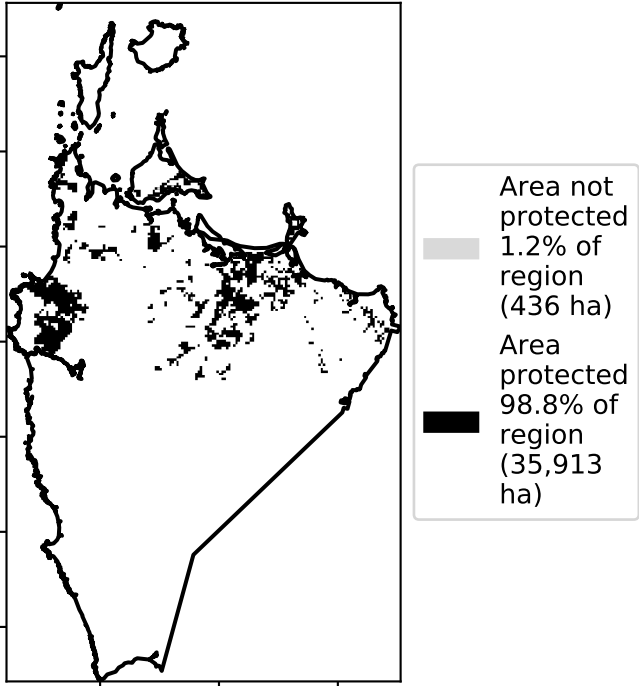 Area not
protected
1.2% of
region
(436 ha)
Area
protected
98.8% of
region
(35,913
ha)